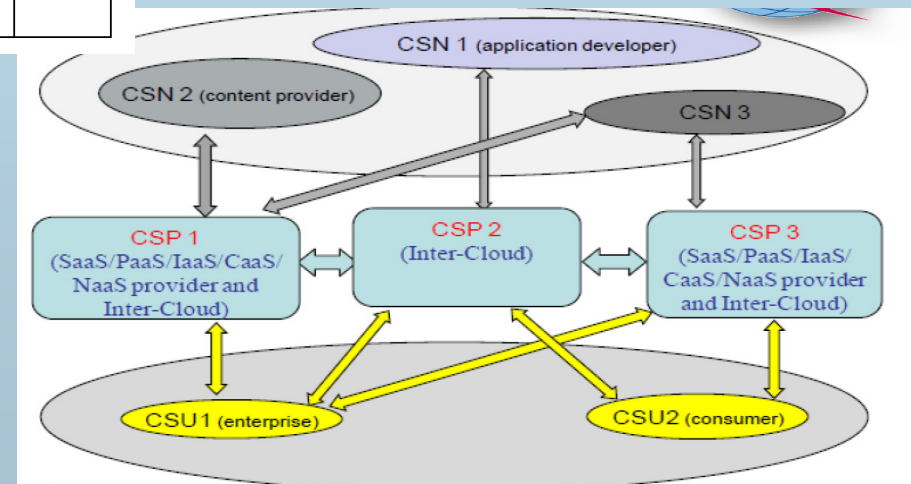 CSN 1 (application developer)
CSN 2 (content provider)
CSN 3
CSP 1
(SaaS/PaaS/IaaS/CaaS/
NaaS provider and
Inter-Cloud)
CSP 2
(Inter-Cloud)
CSP 3
(SaaS/PaaS/IaaS/
CaaS/NaaS provider
and Inter-Cloud)
CSU1 (enterprise)
CSU2 (consumer)